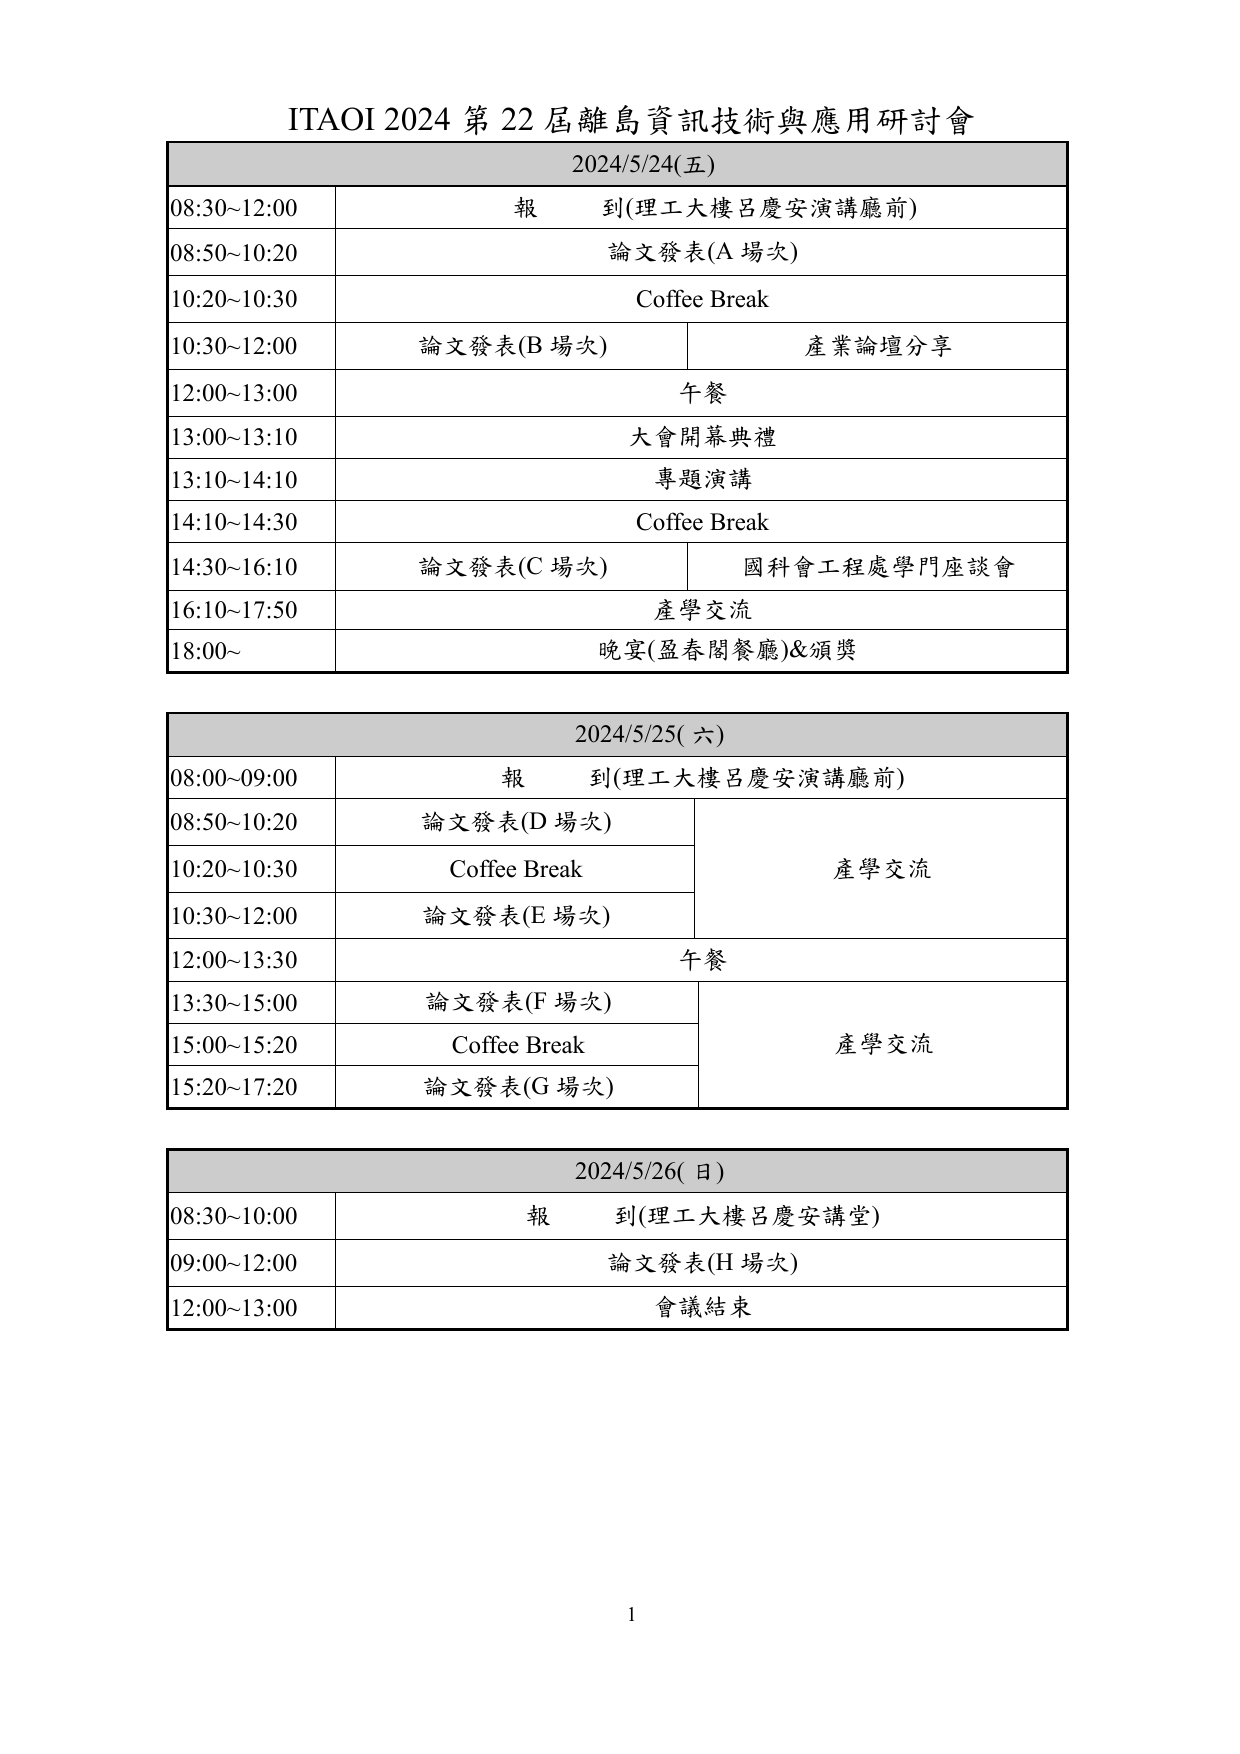 ITAOI 2024 第 22 屆離島資訊技術與應用研討會
2024/5/24(五)
08:30~12:00 報 到(理工大樓呂慶安演講廳前)
08:50~10:20 論文發表(A 場次)
10:20~10:30 Coffee Break
10:30~12:00 論文發表(B 場次) 產業論壇分享
12:00~13:00 午餐
13:00~13:10 大會開幕典禮
13:10~14:10 專題演講
14:10~14:30 Coffee Break
14:30~16:10 論文發表(C 場次) 國科會工程處學門座談會
16:10~17:50 產學交流
18:00~ 晚宴(盈春閣餐廳)&頒獎
2024/5/25( 六)
08:00~09:00 報 到(理工大樓呂慶安演講廳前)
08:50~10:20 論文發表(D 場次)
10:20~10:30 Coffee Break 產學交流
10:30~12:00 論文發表(E 場次)
12:00~13:30 午餐
13:30~15:00 論文發表(F 場次)
15:00~15:20 Coffee Break 產學交流
15:20~17:20 論文發表(G 場次)
2024/5/26( 日)
08:30~10:00 報 到(理工大樓呂慶安講堂)
09:00~12:00 論文發表(H 場次)
12:00~13:00 會議結束
1